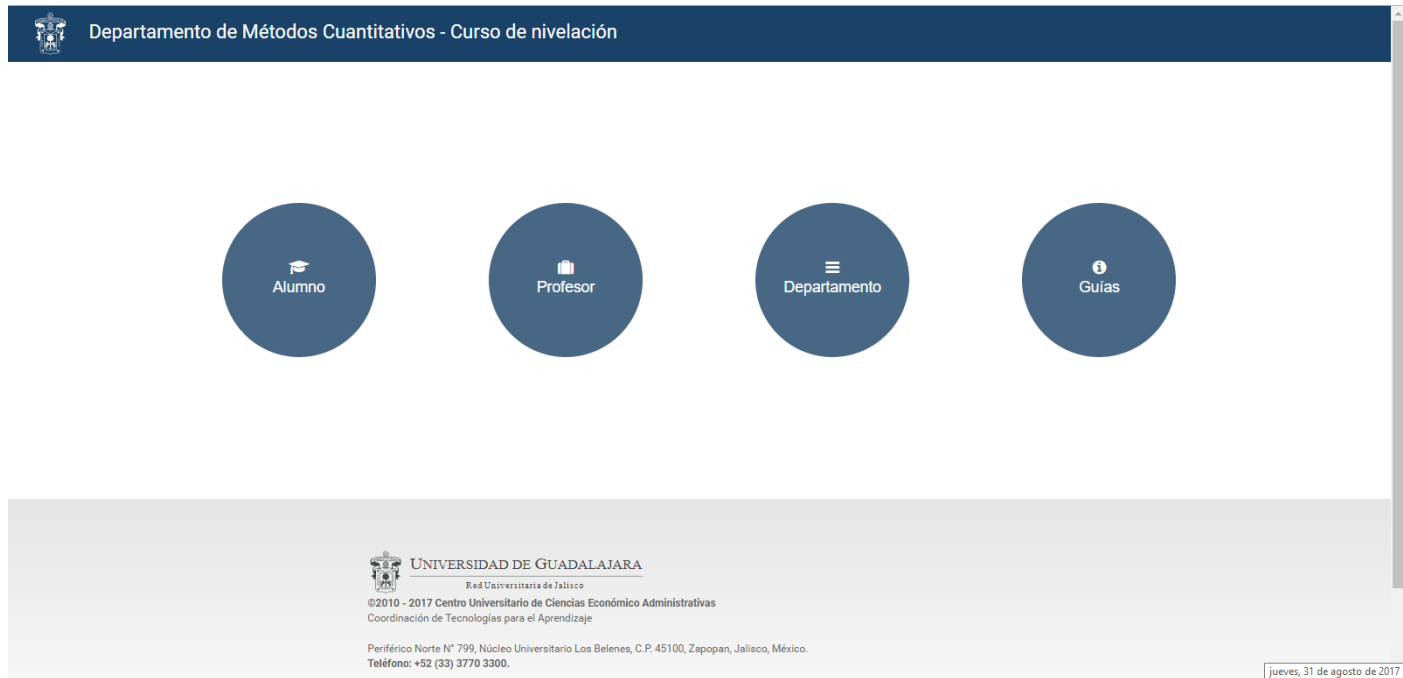 Departamento de Métodos Cuantitativos - Curso de nivelación
Alumno
Profesor
Departamento
Guías
UNIVERSIDAD DE GUADALAJARA
Red Universitaria de Jalisco
©2010 - 2017 Centro Universitario de Ciencias Económico Administrativas
Coordinación de Tecnologías para el Aprendizaje
Periférico Norte N° 799, Núcleo Universitario Los Belenes, C.P. 45100, Zapopan, Jalisco, México.
Teléfono: +52 (33) 3770 3300.
jueves, 31 de agosto de 2017